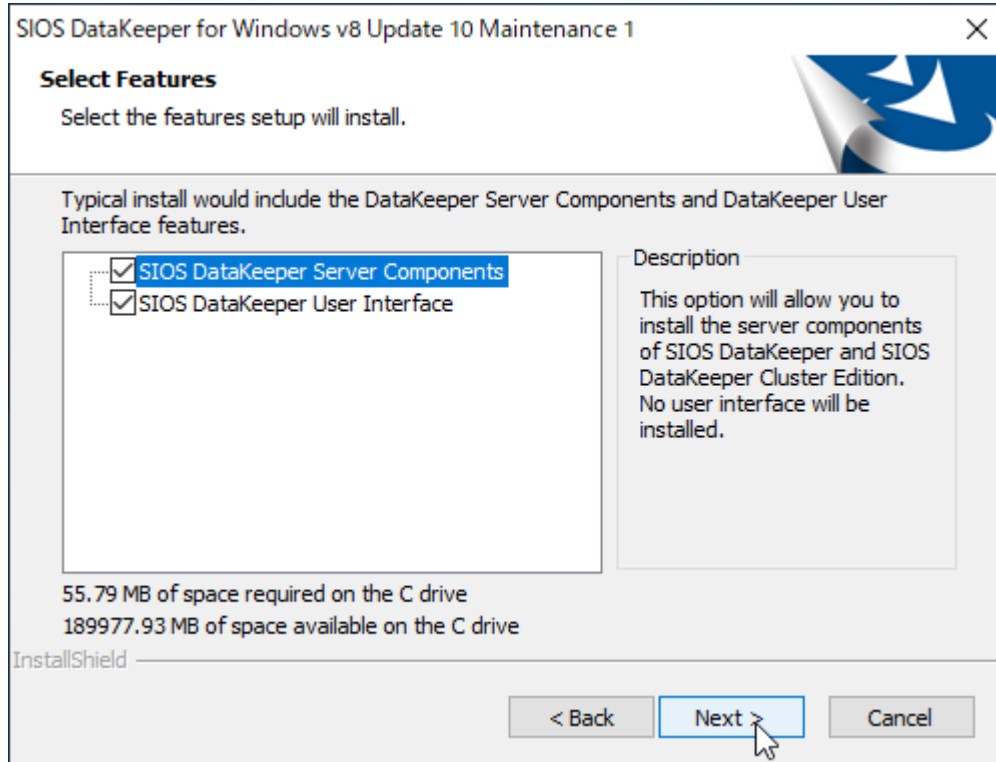 SIOS DataKeeper for Windows v8 Update 10 Maintenance 1
Select Features
Select the features setup will install.
Typical install would include the DataKeeper Server Components and DataKeeper User
Interface features.
SIOS DataKeeper Server Components
SIOS DataKeeper User Interface
Description
This option will allow you to
install the server components
of SIOS DataKeeper and SIOS
DataKeeper Cluster Edition.
No user interface will be
installed.
55.79 MB of space required on the C drive
189977.93 MB of space available on the C drive
InstallShield
< Back
Next >
Cancel